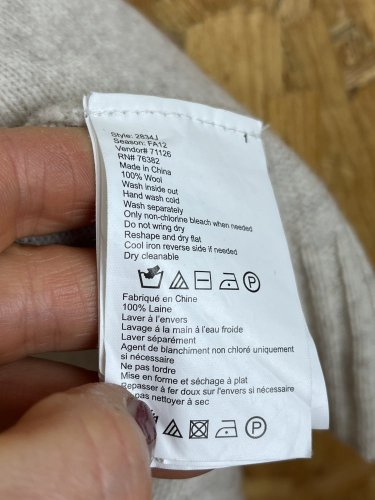 Style: 2834J
Season: FA12
Vendor# 71126
RN# 76382
Made in China
100% Wool
Wash inside out
Hand wash cold
Wash separately
Only non-chlorine bleach when needed
Do not wring dry
Reshape and dry flat
Cool iron reverse side if needed
Dry cleanable
P
Fabriqué en Chine
100% Laine
Laver à l'envers
Lavage à la main à l'eau froide
Laver séparément
Agent de blanchiment non chloré uniquement
si nécessaire
Ne pas tordre
Mise en forme et séchage à plat
Repasser à fer doux sur l'envers si nécessaire
pas nettoyer à sec
P